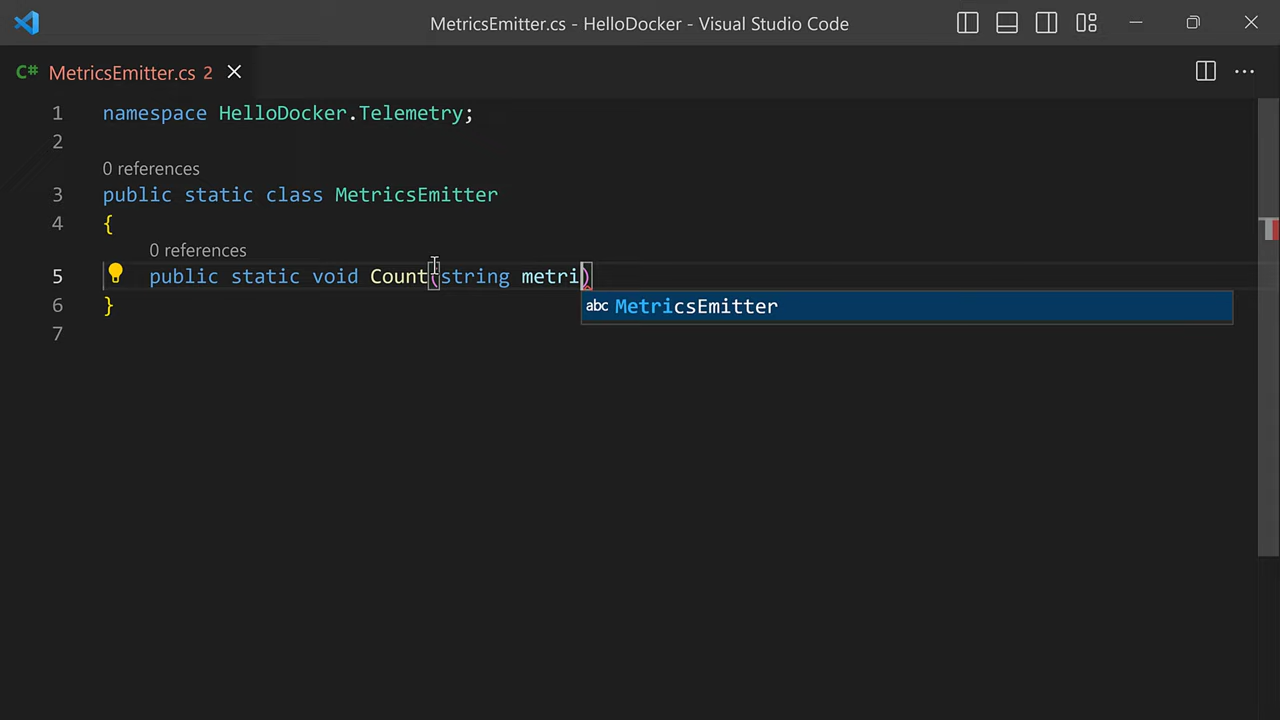 MetricsEmitter.cs - HelloDocker - Visual Studio Code
C# MetricsEmitter.cs 2
1 namespace HelloDocker.Telemetry;
2
0 references
3 public static class MetricsEmitter
4 {
0 references
5 public static void Count(string metri)
abc MetricsEmitter
6 }
7